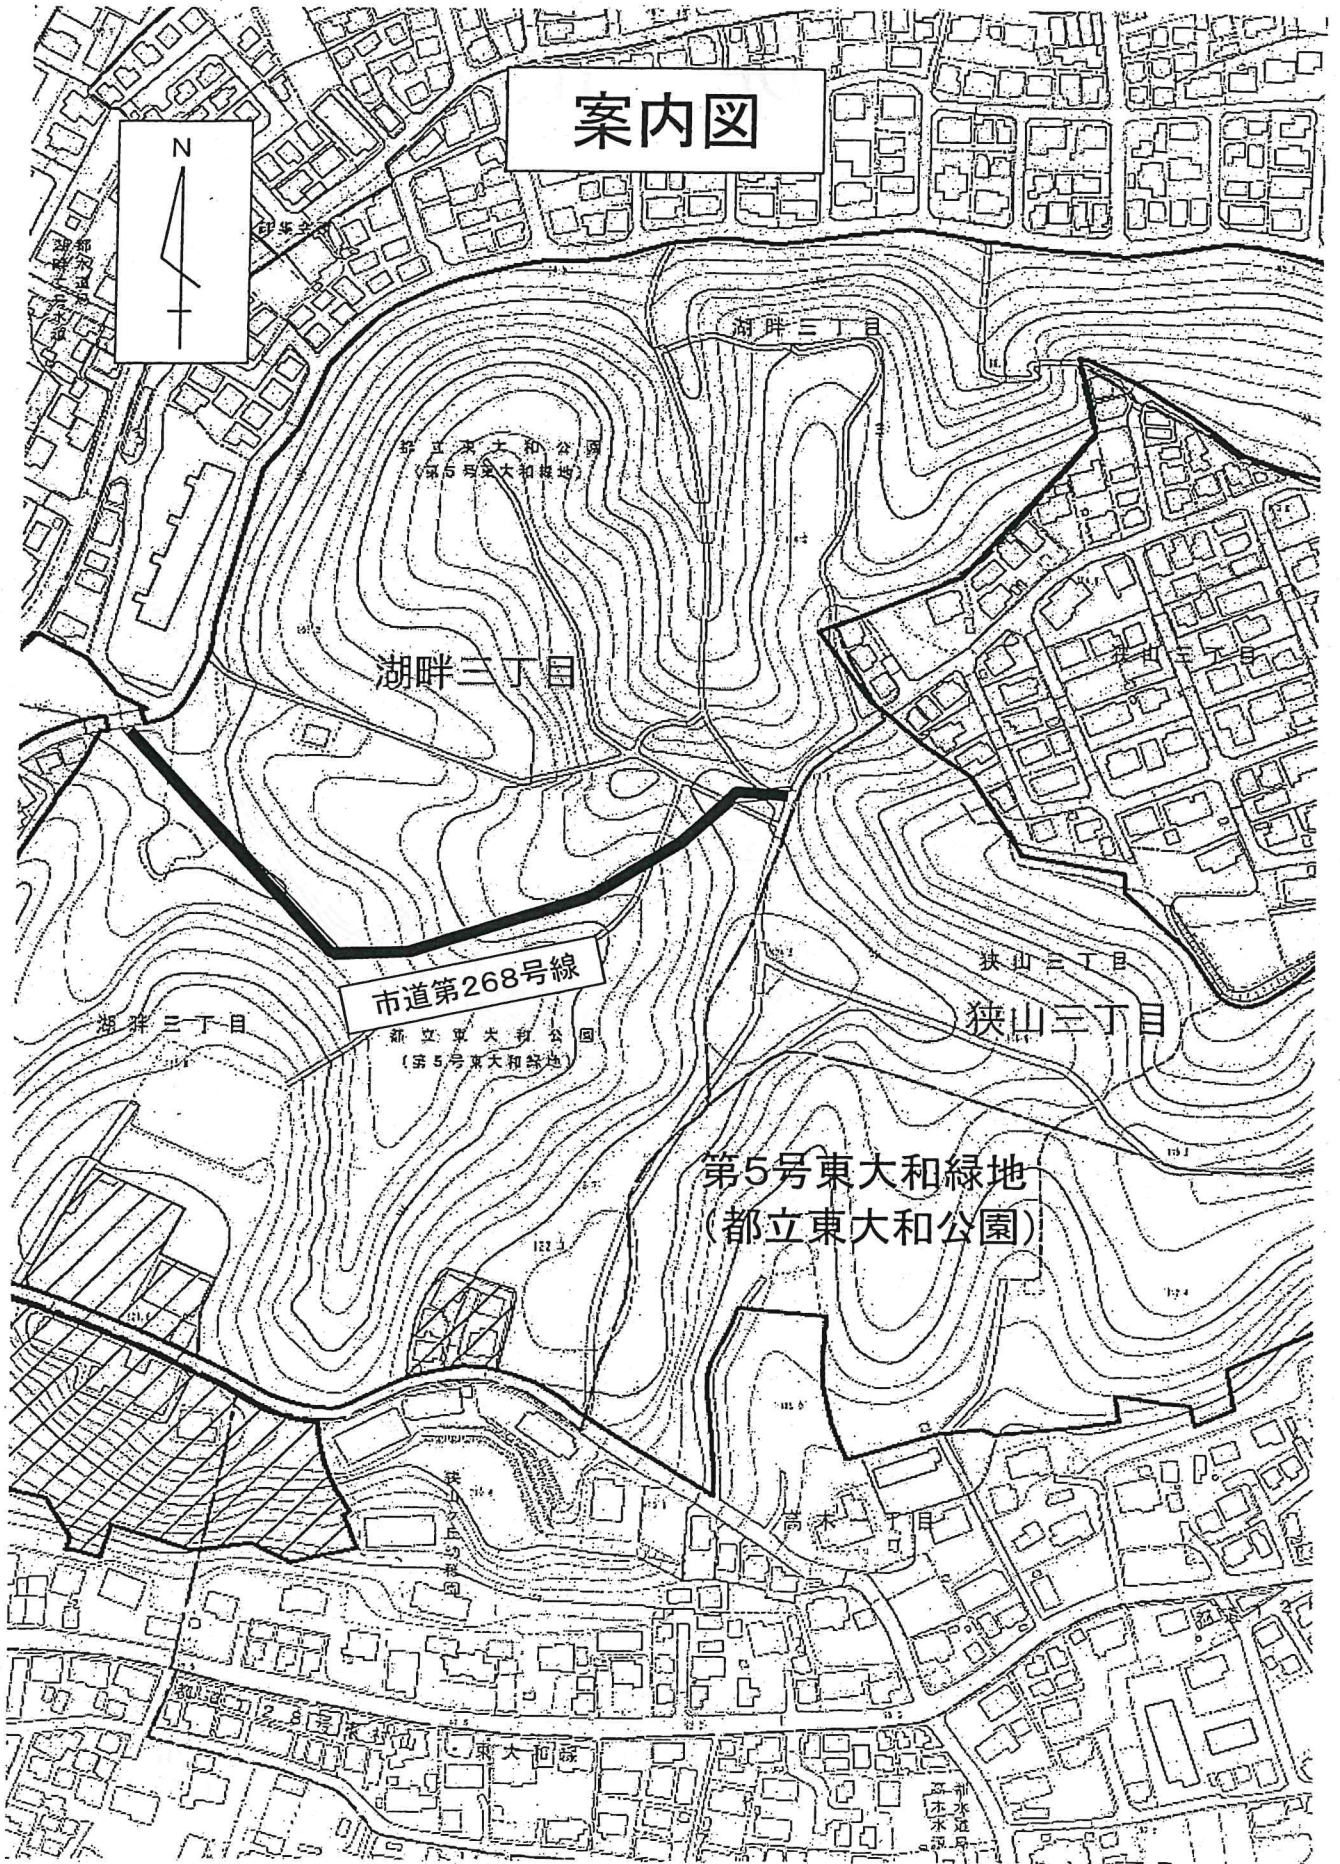 案内図
N
湖畔三丁目
都立東大和公園
(第5号東大和緑地)
湖畔三丁目
狭山三丁目
市道第268号線
狭山三丁目
狭山三丁目
湖畔三丁目
都立東大和公園
(第5号東大和緑地)
第5号東大和緑地
(都立東大和公園)
高木一丁目
東大和線